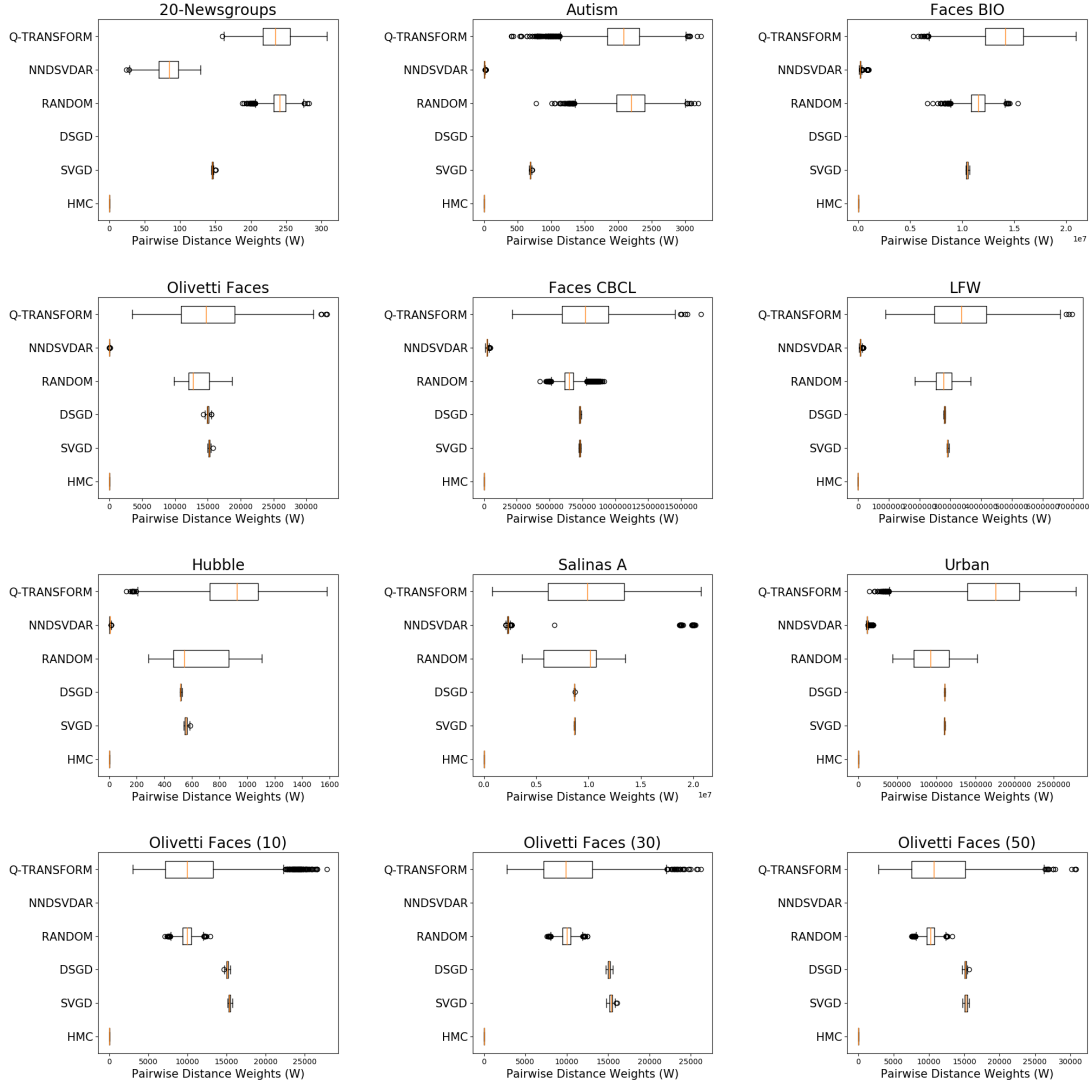 20-Newsgroups
Q-TRANSFORM
NNDSVDAR
RANDOM
DSGD
SVGD
HMC
0 50 100 150 200 250 300
Pairwise Distance Weights (W)
Autism
Q-TRANSFORM
NNDSVDAR
RANDOM
DSGD
SVGD
HMC
0 500 1000 1500 2000 2500 3000
Pairwise Distance Weights (W)
Faces BIO
Q-TRANSFORM
NNDSVDAR
RANDOM
DSGD
SVGD
HMC
0.0 0.5 1.0 1.5 2.0
1e7
Pairwise Distance Weights (W)
Olivetti Faces
Q-TRANSFORM
NNDSVDAR
RANDOM
DSGD
SVGD
HMC
0 5000 10000 15000 20000 25000 30000
Pairwise Distance Weights (W)
Faces CBCL
Q-TRANSFORM
NNDSVDAR
RANDOM
DSGD
SVGD
HMC
0 250000 500000 750000 1000000 1250000 1500000
Pairwise Distance Weights (W)
LFW
Q-TRANSFORM
NNDSVDAR
RANDOM
DSGD
SVGD
HMC
0 1000000 2000000 3000000 4000000 5000000 6000000 7000000
Pairwise Distance Weights (W)
Hubble
Q-TRANSFORM
NNDSVDAR
RANDOM
DSGD
SVGD
HMC
0 200 400 600 800 1000 1200 1400 1600
Pairwise Distance Weights (W)
Salinas A
Q-TRANSFORM
NNDSVDAR
RANDOM
DSGD
SVGD
HMC
0.0 0.5 1.0 1.5 2.0
1e7
Pairwise Distance Weights (W)
Urban
Q-TRANSFORM
NNDSVDAR
RANDOM
DSGD
SVGD
HMC
0 500000 1000000 1500000 2000000 2500000
Pairwise Distance Weights (W)
Olivetti Faces (10)
Q-TRANSFORM
NNDSVDAR
RANDOM
DSGD
SVGD
HMC
0 5000 10000 15000 20000 25000
Pairwise Distance Weights (W)
Olivetti Faces (30)
Q-TRANSFORM
NNDSVDAR
RANDOM
DSGD
SVGD
HMC
0 5000 10000 15000 20000 25000
Pairwise Distance Weights (W)
Olivetti Faces (50)
Q-TRANSFORM
NNDSVDAR
RANDOM
DSGD
SVGD
HMC
0 5000 10000 15000 20000 25000 30000
Pairwise Distance Weights (W)